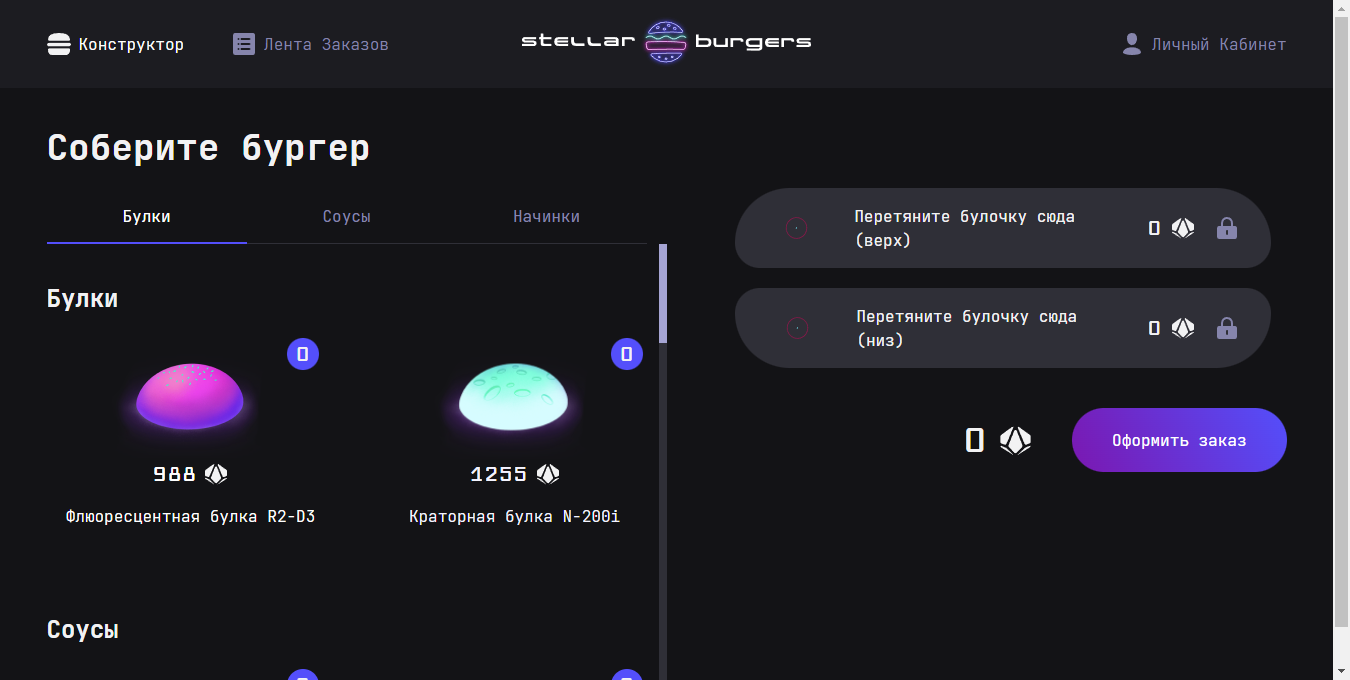 Конструктор
Лента Заказов
stellar burgers
Личный Кабинет
Соберите бургер
Булки
Соусы
Начинки
Булки
0
0
988
1255
Флюоресцентная булка R2-D3
Краторная булка N-200i
Соусы
Перетяните булочку сюда
(верх)
0
Перетяните булочку сюда
(низ)
0
0
Оформить заказ